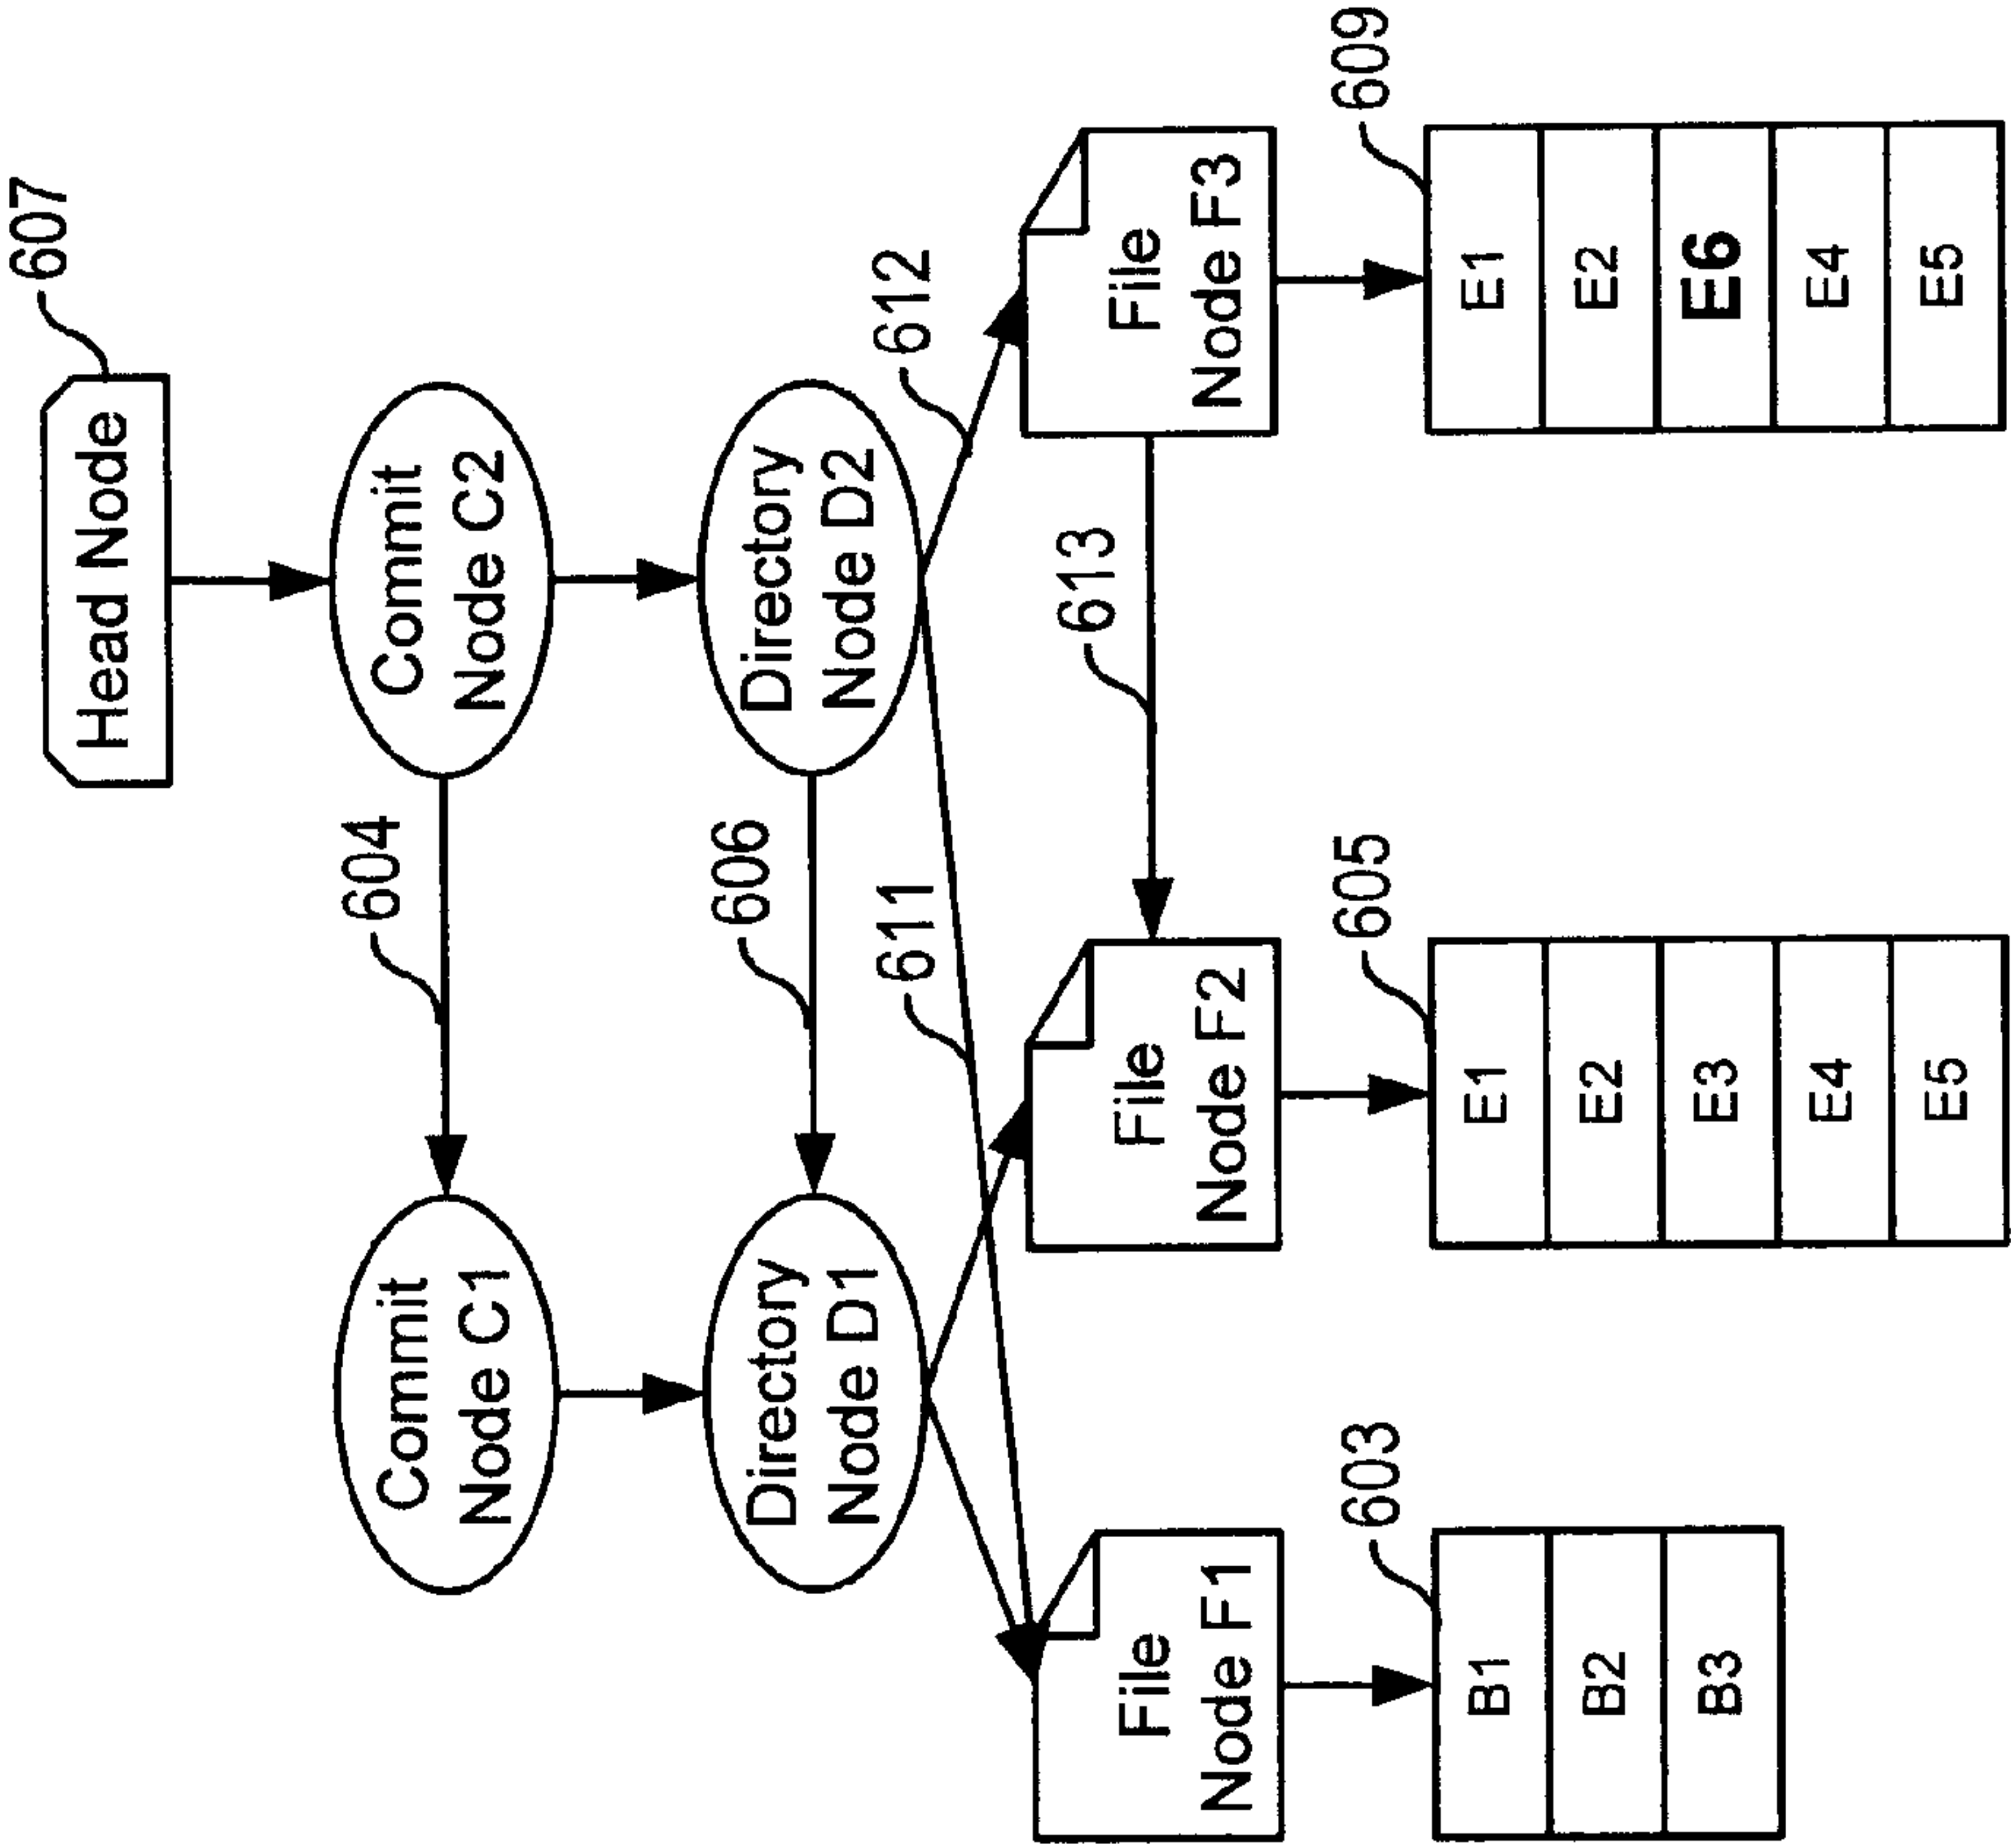 607
Head Node
Commit
Node C1
604
Commit
Node C2
Directory
Node D1
606
Directory
Node D2
611
612
File
Node F1
File
Node F2
613
File
Node F3
603
605
609
B1
B2
B3
E1
E2
E3
E4
E5
E1
E2
E6
E4
E5